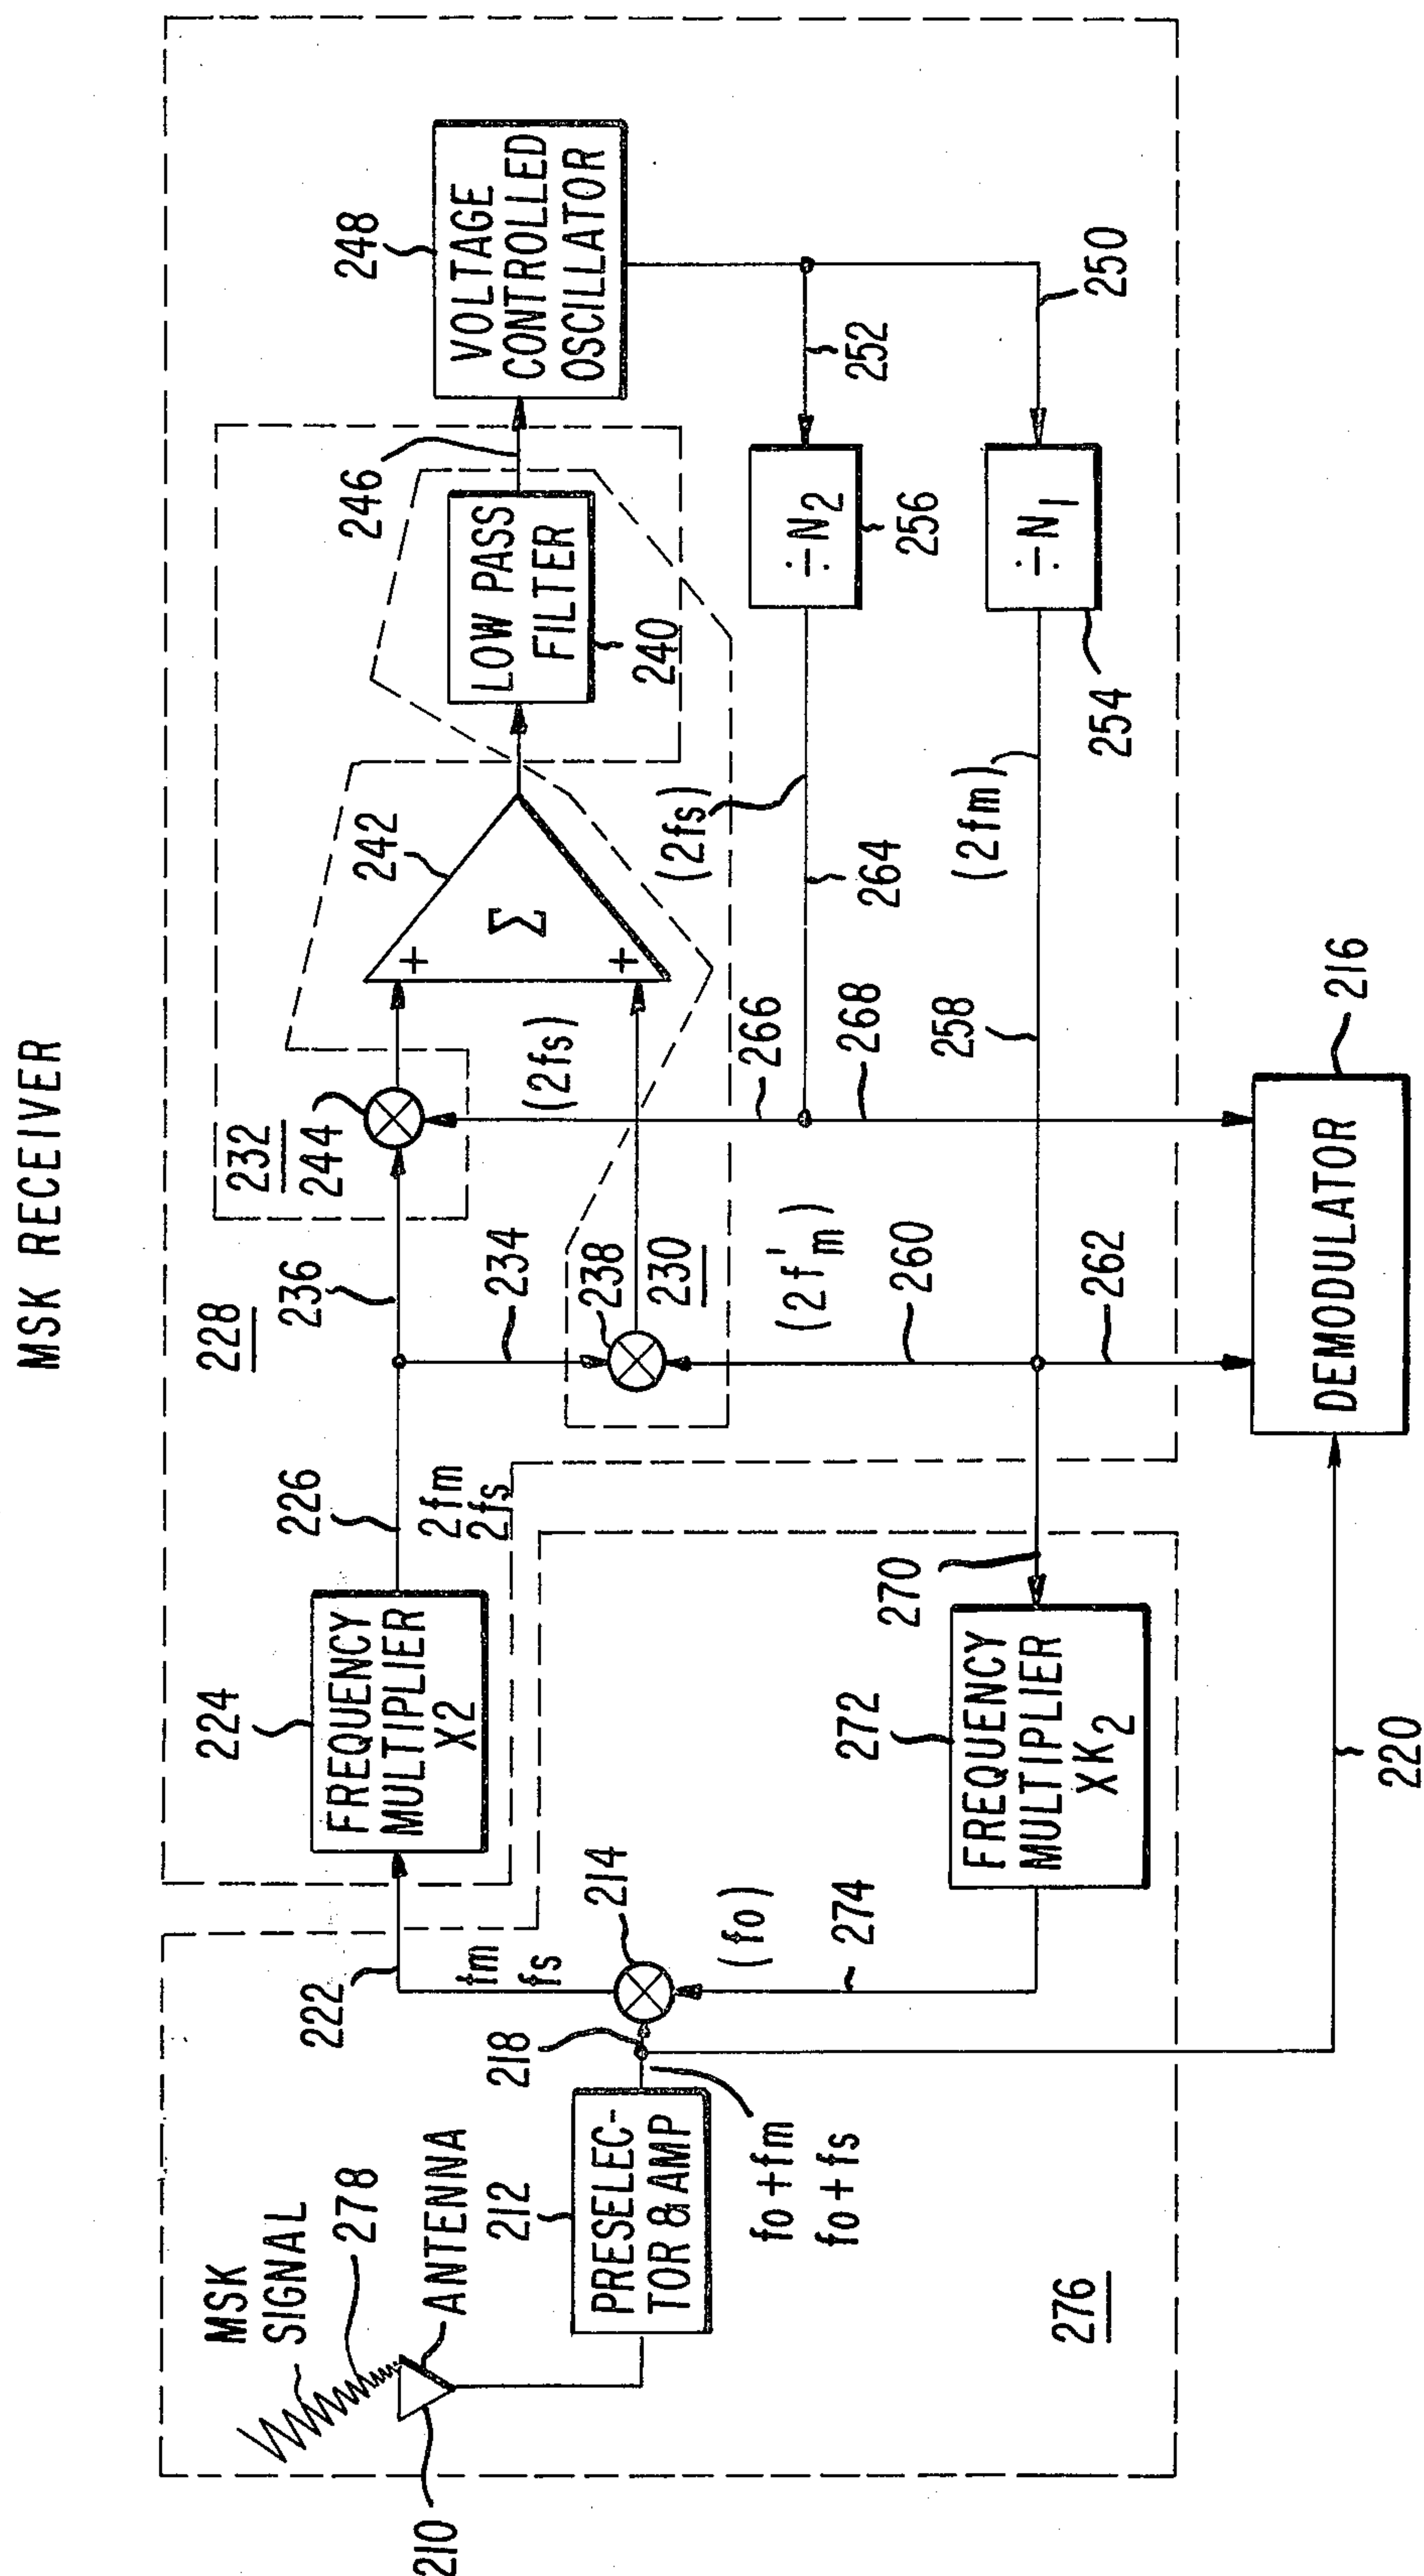 MSK RECEIVER
MSK
SIGNAL
278
ANTENNA
210
212
PRESELEC-
TOR & AMP
fo+fm
fo+fs
218
214
222
fm
fs
(fo)
274
276
220
224
FREQUENCY
MULTIPLIER
X2
226
2fm
2fs
272
FREQUENCY
MULTIPLIER
XK2
270
228
236
234
232
244
238
230
(2f'm)
260
262
(2fs)
266
268
258
242
+
+
Σ
(2fs)
264
(2fm)
246
LOW PASS
FILTER
240
248
VOLTAGE
CONTROLLED
OSCILLATOR
252
250
÷N2
256
÷N1
254
216
DEMODULATOR